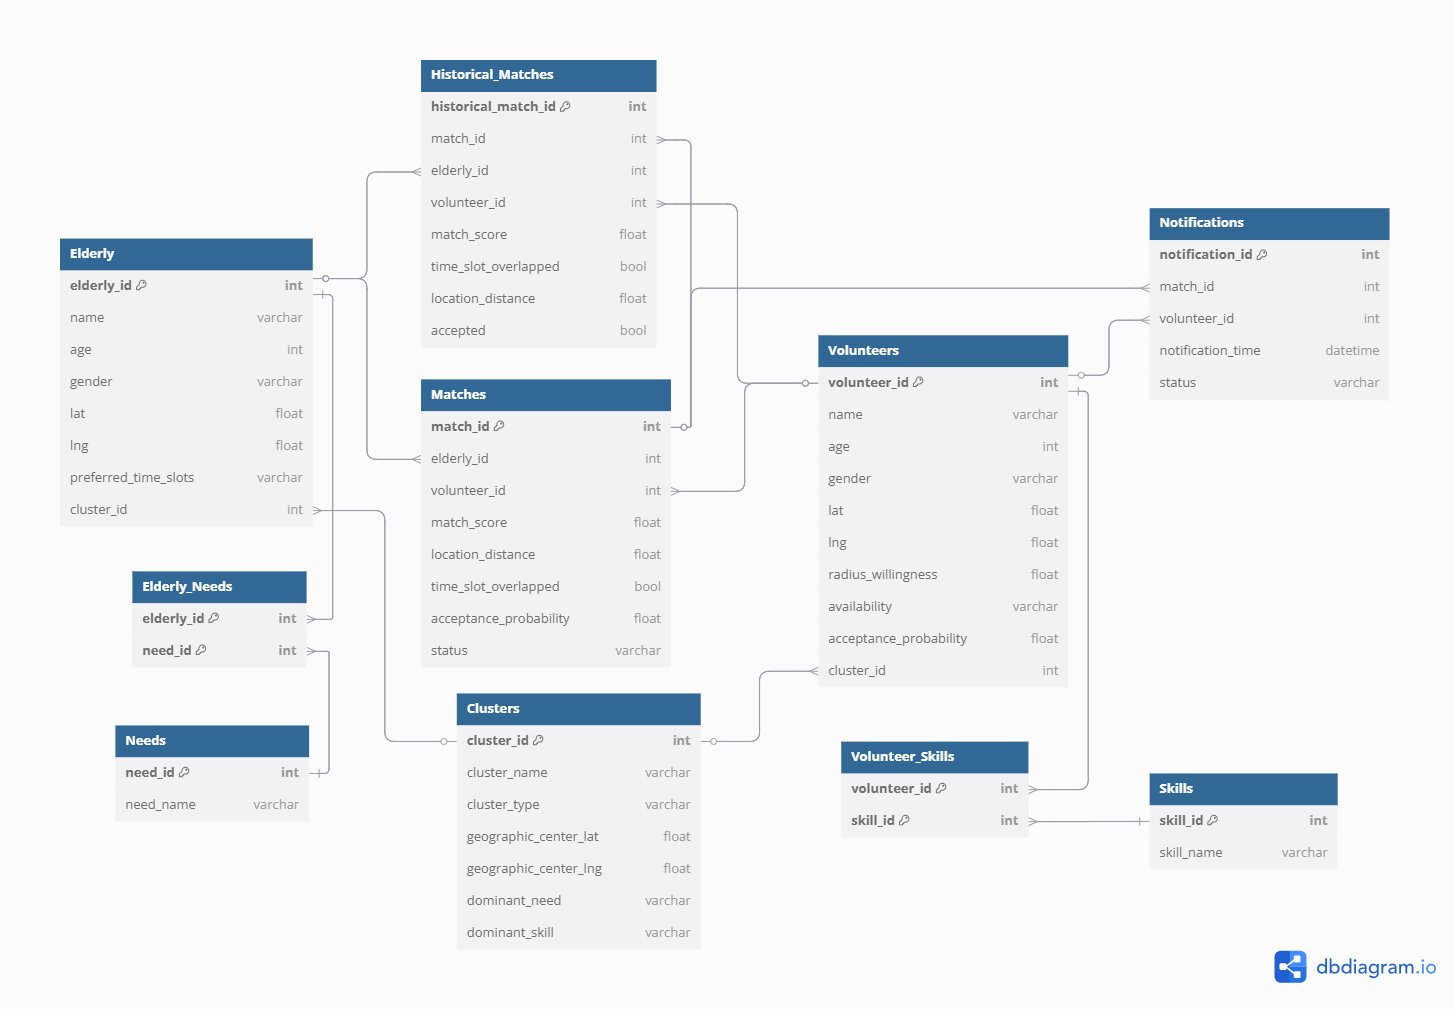 Historical_Matches
historical_match_id int
match_id int
elderly_id int
volunteer_id int
match_score float
time_slot_overlapped bool
location_distance float
accepted bool
Elderly
elderly_id int
name varchar
age int
gender varchar
lat float
lng float
preferred_time_slots varchar
cluster_id int
Notifications
notification_id int
match_id int
volunteer_id int
notification_time datetime
status varchar
Matches
match_id int
elderly_id int
volunteer_id int
match_score float
location_distance float
time_slot_overlapped bool
acceptance_probability float
status varchar
Volunteers
volunteer_id int
name varchar
age int
gender varchar
lat float
lng float
radius_willingness float
availability varchar
acceptance_probability float
cluster_id int
Elderly_Needs
elderly_id int
need_id int
Needs
need_id int
need_name varchar
Clusters
cluster_id int
cluster_name varchar
cluster_type varchar
geographic_center_lat float
geographic_center_lng float
dominant_need varchar
dominant_skill varchar
Volunteer_Skills
volunteer_id int
skill_id int
Skills
skill_id int
skill_name varchar
dbdiagram.io